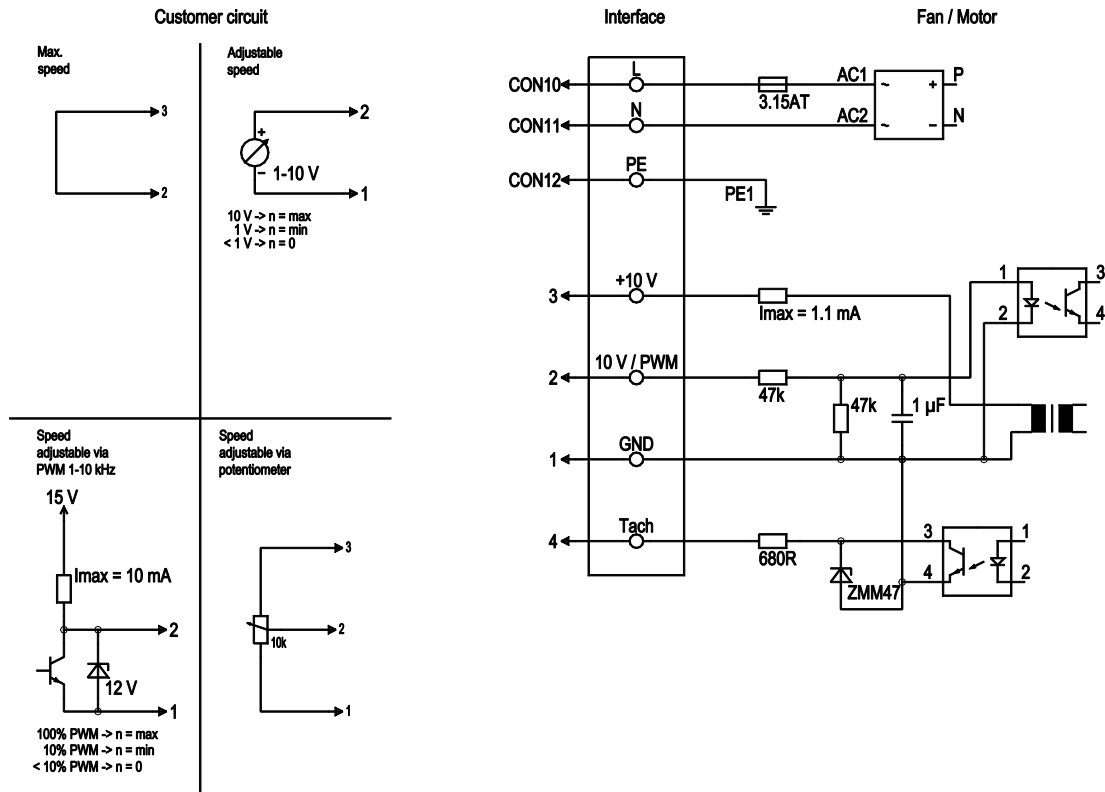 Customer circuit
Max.
speed
3
2
Adjustable
speed
2
+
− 1-10 V
1
10 V -> n = max
1 V -> n = min
< 1 V -> n = 0
Speed
adjustable via
PWM 1-10 kHz
15 V
Imax = 10 mA
2
12 V
1
100% PWM -> n = max
10% PWM -> n = min
< 10% PWM -> n = 0
Speed
adjustable via
potentiometer
3
2
10k
1
Interface
Fan / Motor
L
CON10
3.15AT
AC1
~ + P
N
CON11
AC2
~ − N
PE
CON12
PE1
+10 V
3
Imax = 1.1 mA
1
2
3
4
10 V / PWM
2
47k
47k
1 µF
GND
1
Tach
4
680R
ZMM47
3
4
1
2